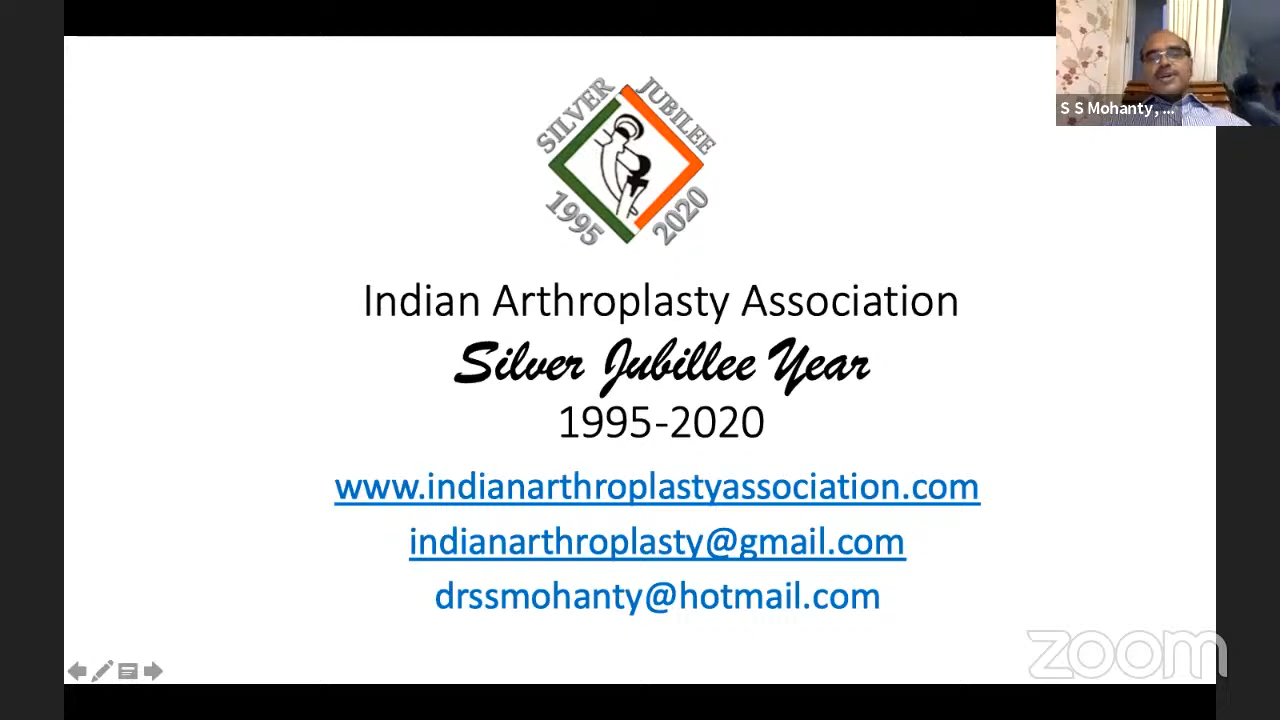 SILVER JUBILEE
1995 2020
S S Mohanty, ...
Indian Arthroplasty Association
Silver Jubillee Year
1995-2020
www.indianarthroplastyassociation.com
indianarthroplasty@gmail.com
drssmohanty@hotmail.com
zoom